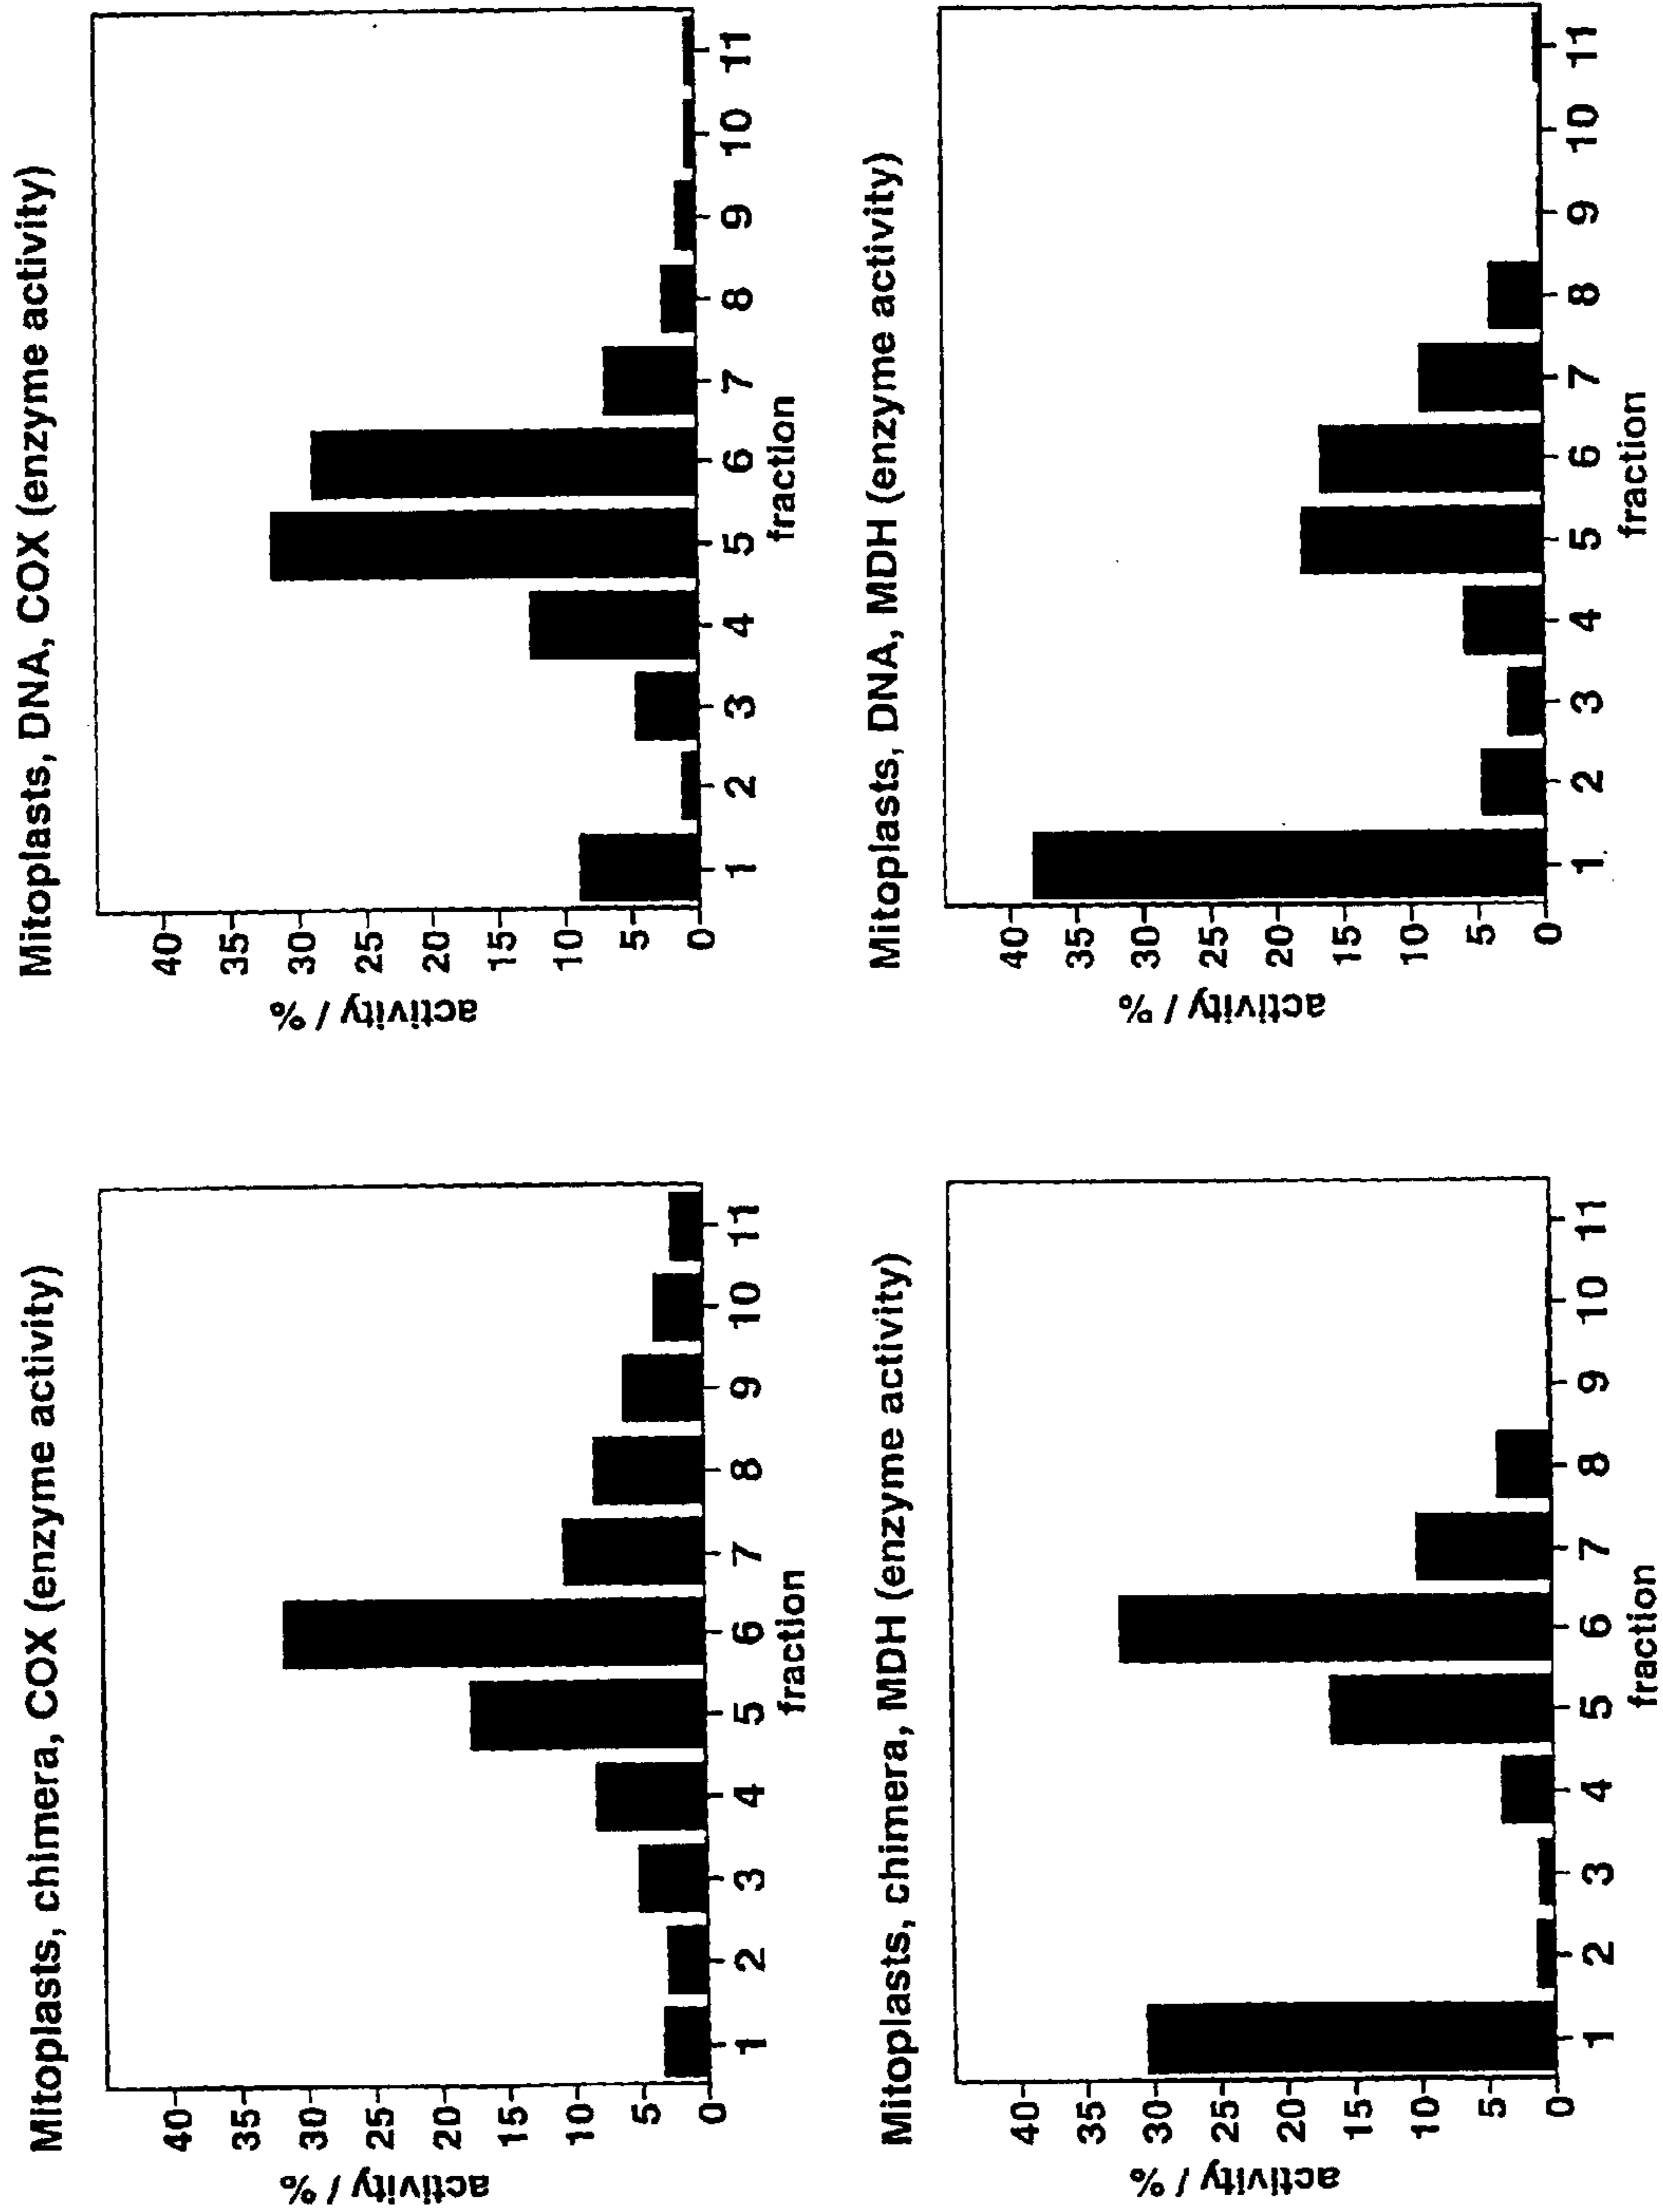 Mitoplasts, chimera, COX (enzyme activity)
activity / %
40
35
30
25
20
15
10
5
0
1 2 3 4 5 6 7 8 9 10 11
fraction
Mitoplasts, DNA, COX (enzyme activity)
activity / %
40
35
30
25
20
15
10
5
0
1 2 3 4 5 6 7 8 9 10 11
fraction
Mitoplasts, chimera, MDH (enzyme activity)
activity / %
40
35
30
25
20
15
10
5
0
1 2 3 4 5 6 7 8 9 10 11
fraction
Mitoplasts, DNA, MDH (enzyme activity)
activity / %
40
35
30
25
20
15
10
5
0
1 2 3 4 5 6 7 8 9 10 11
fraction